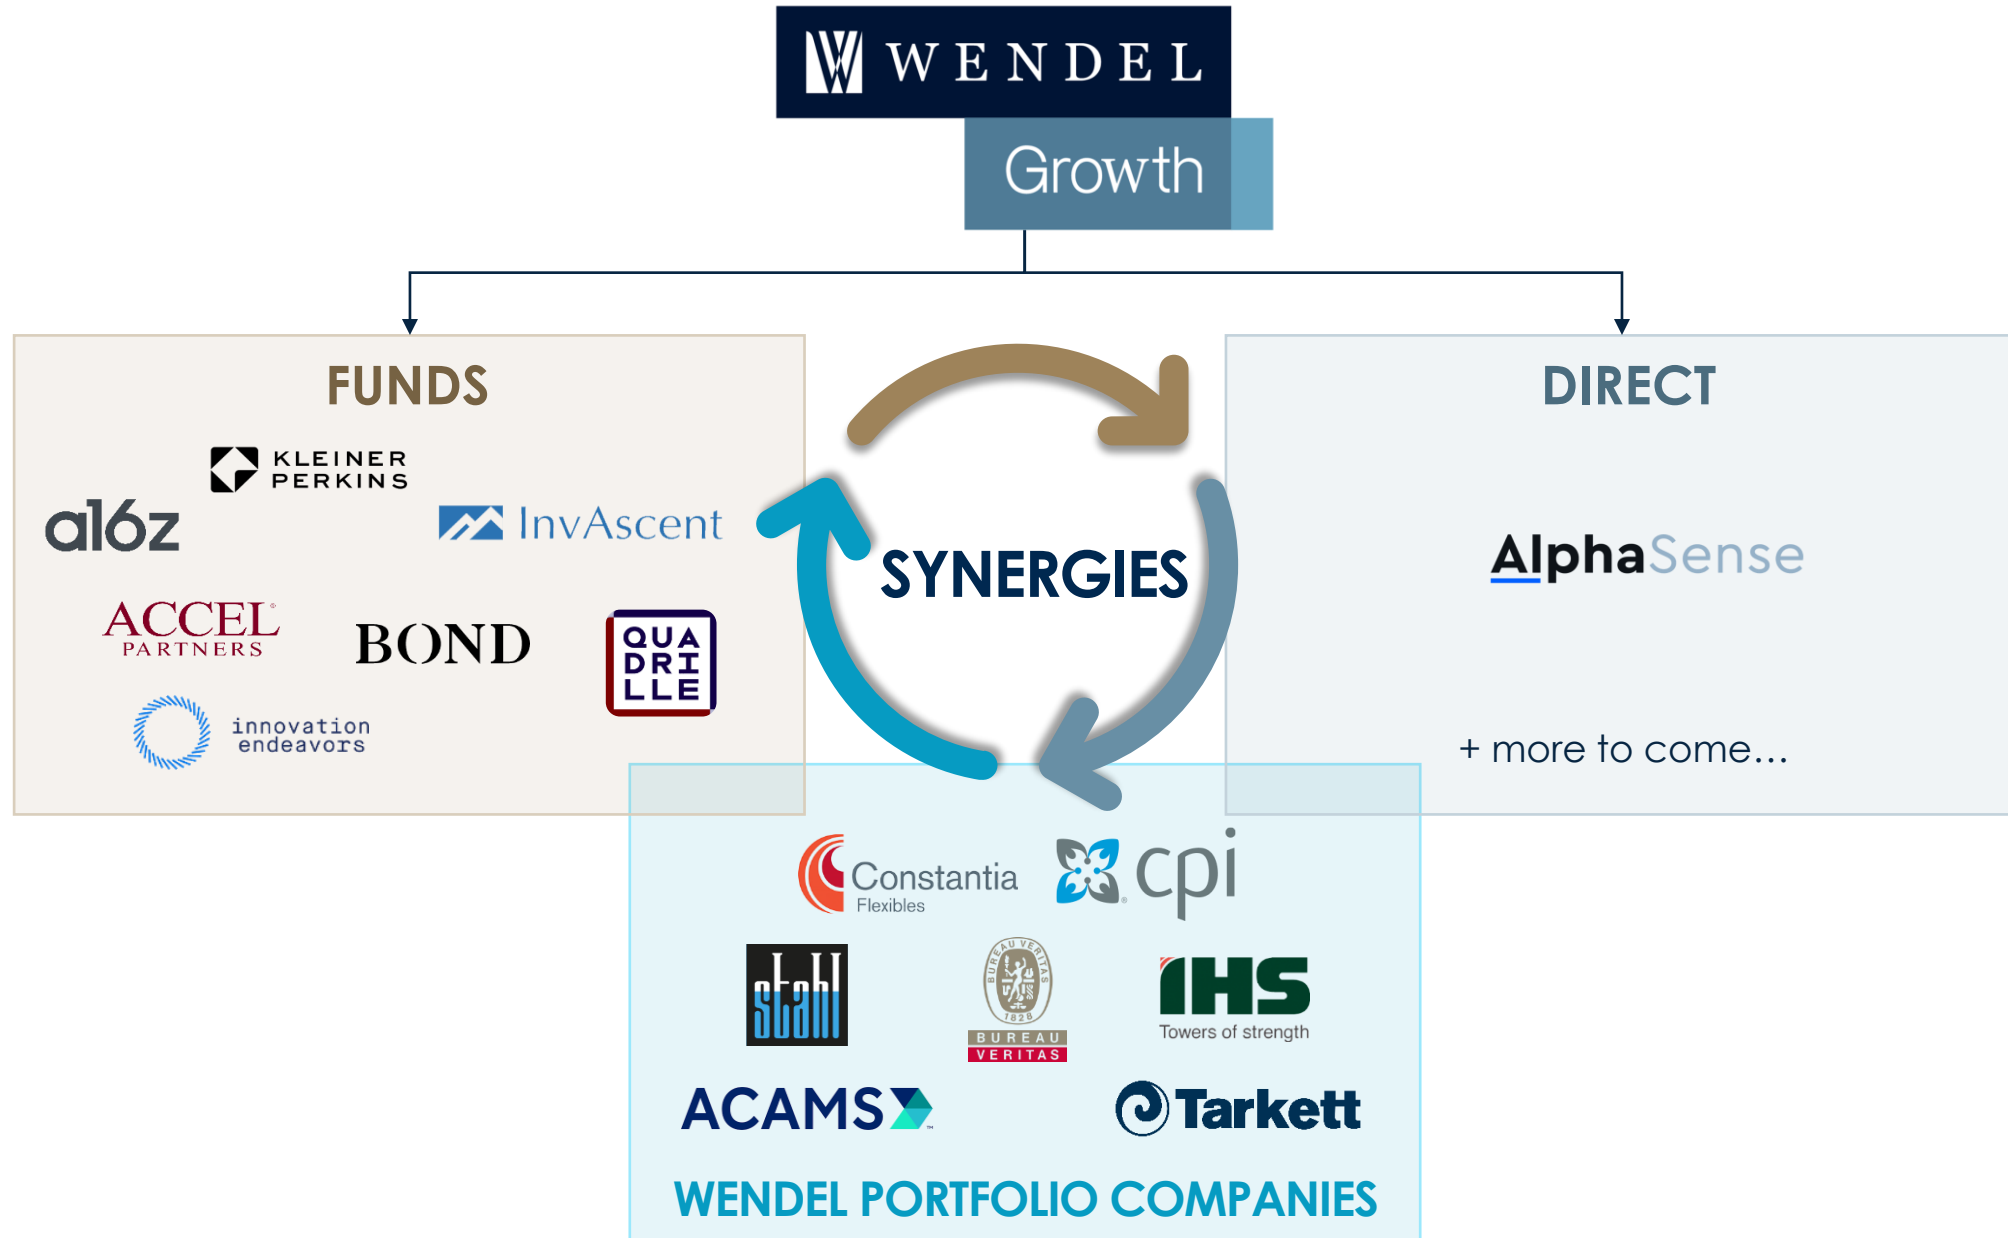 WENDEL
Growth
FUNDS
KLEINER
PERKINS
a16z
InvAscent
ACCEL®
PARTNERS
BOND
QUA
DRI
LLE
innovation
endeavors
SYNERGIES
DIRECT
AlphaSense
+ more to come…
Constantia
Flexibles
cpi®
stahl
BUREAU VERITAS
1828
BUREAU
VERITAS
IHS
Towers of strength
ACAMS™
Tarkett
WENDEL PORTFOLIO COMPANIES